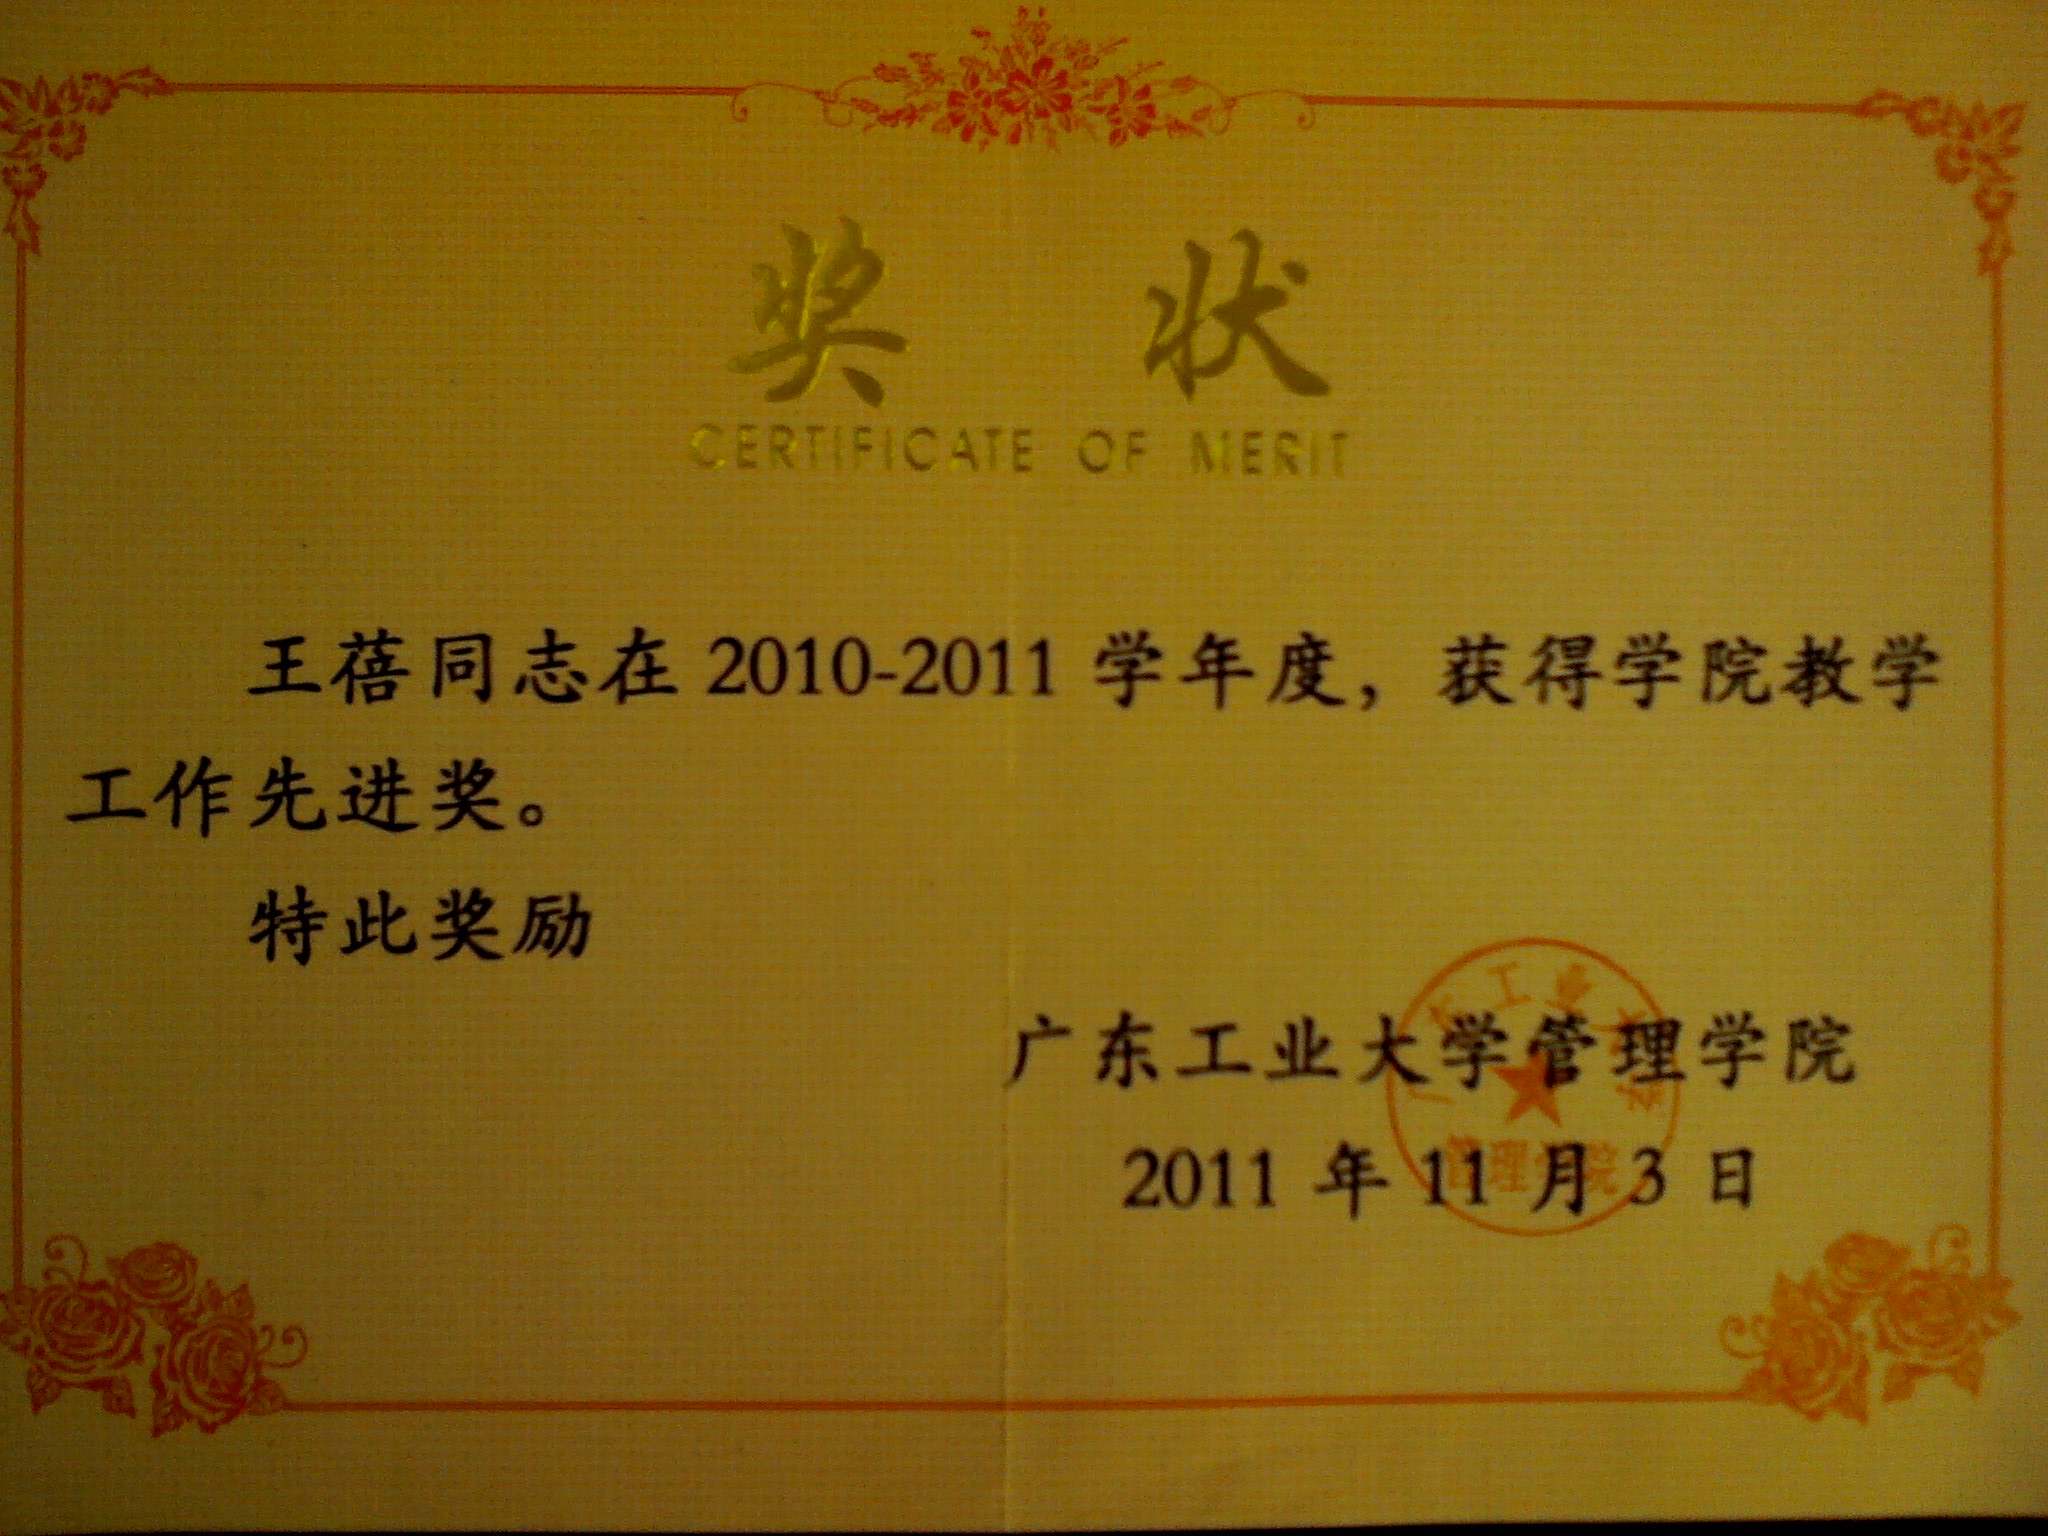 奖 状
CERTIFICATE OF MERIT
王蓓同志在 2010-2011 学年度，获得学院教学
工作先进奖。
特此奖励
广东工业大学管理学院
2011 年 11 月 3 日
广东工业大学
管理学院